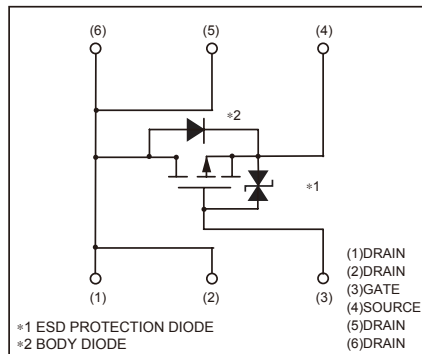 (6) (5) (4)
*2
*1
(1) (2) (3)
*1 ESD PROTECTION DIODE
*2 BODY DIODE
(1)DRAIN
(2)DRAIN
(3)GATE
(4)SOURCE
(5)DRAIN
(6)DRAIN